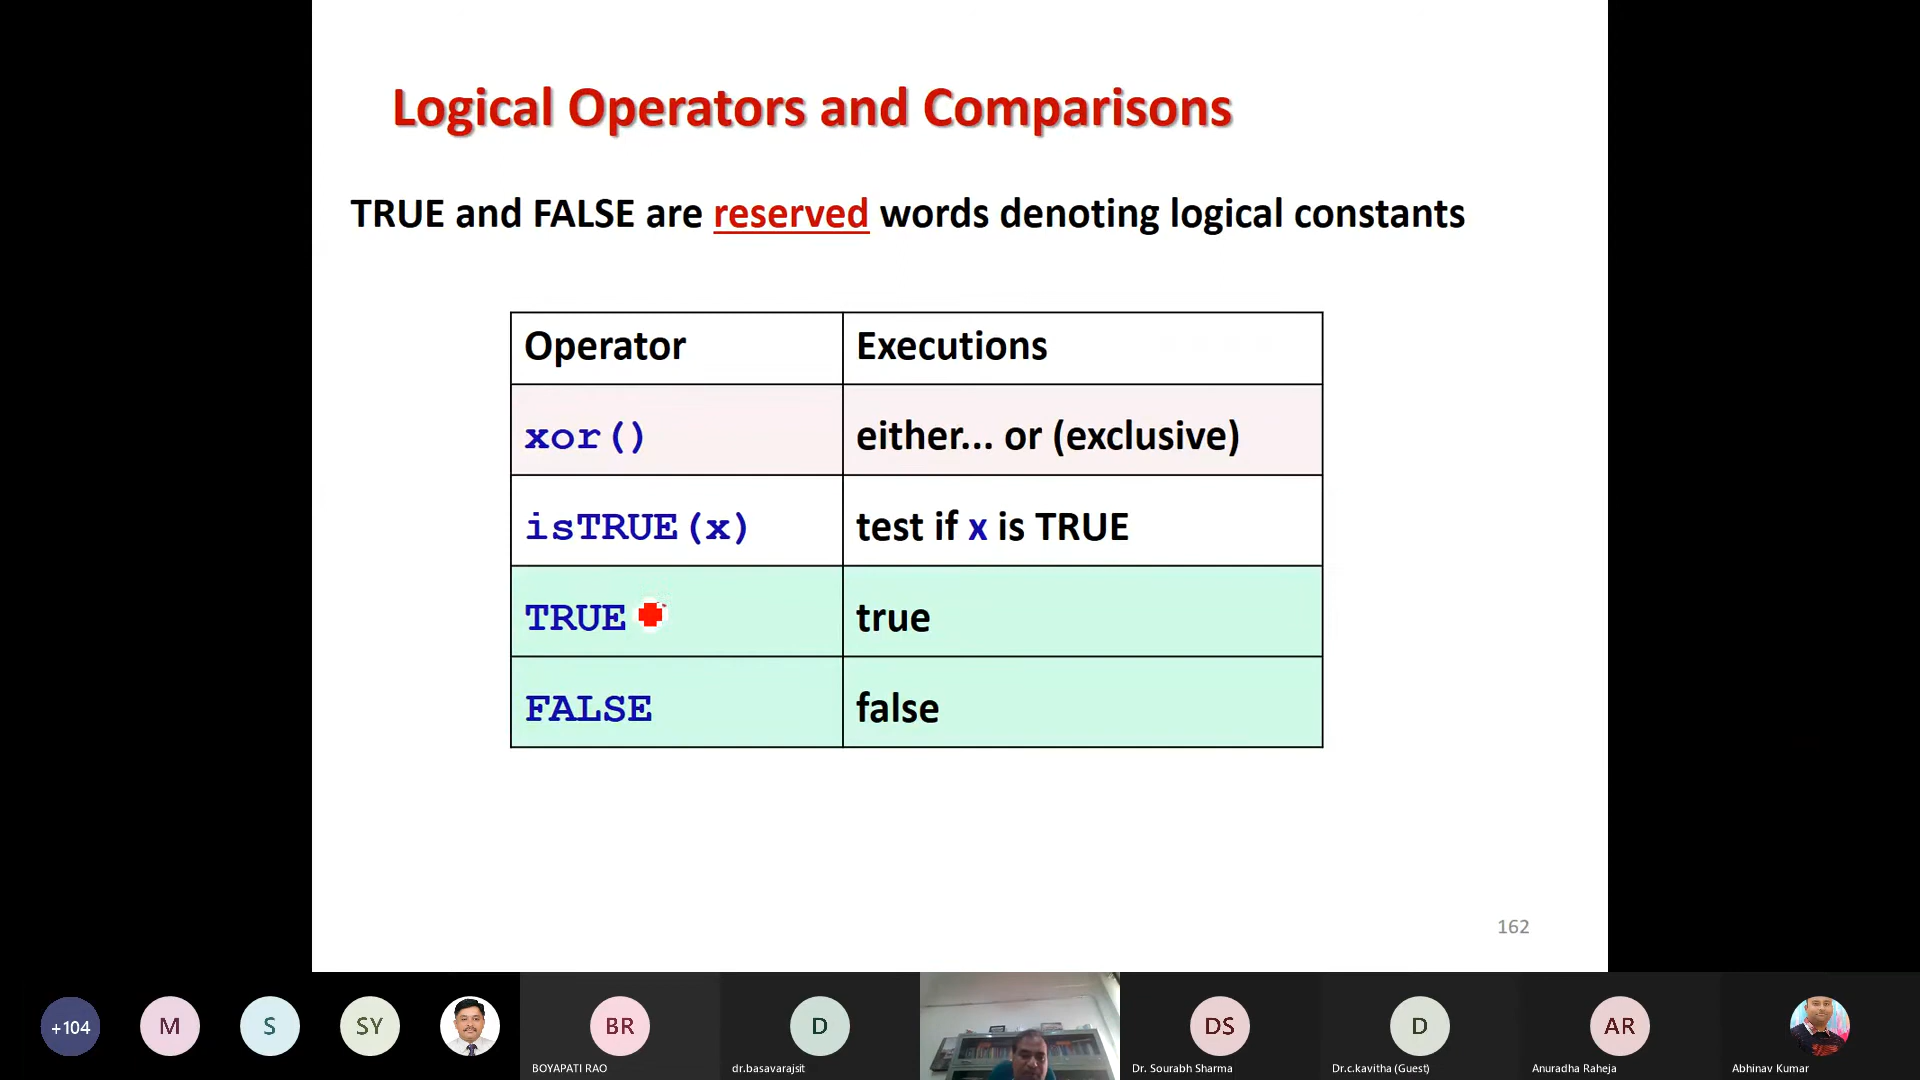 Logical Operators and Comparisons
TRUE and FALSE are reserved words denoting logical constants
Operator Executions
xor() either... or (exclusive)
isTRUE(x) test if x is TRUE
TRUE true
FALSE false
162
+104 M S SY BR D DS D AR
BOYAPATI RAO dr.basavarajsit Dr. Sourabh Sharma Dr.c.kavitha (Guest) Anuradha Raheja Abhinav Kumar